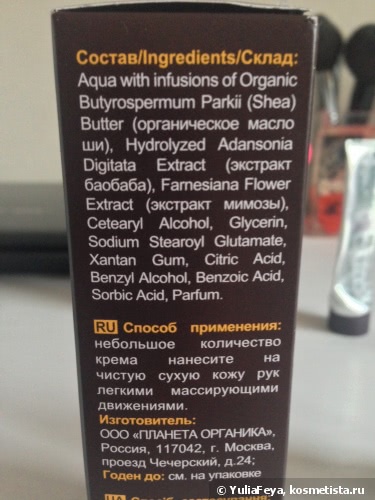 Состав/Ingredients/Склад:
Aqua with infusions of Organic
Butyrospermum Parkii (Shea)
Butter (органическое масло
ши), Hydrolyzed Adansonia
Digitata Extract (экстракт
баобаба), Farnesiana Flower
Extract (экстракт мимозы),
Cetearyl Alcohol, Glycerin,
Sodium Stearoyl Glutamate,
Xantan Gum, Citric Acid,
Benzyl Alcohol, Benzoic Acid,
Sorbic Acid, Parfum.
RU Способ применения:
небольшое количество
крема нанесите на
чистую сухую кожу рук
легкими массирующими
движениями.
Изготовитель:
ООО «ПЛАНЕТА ОРГАНИКА»,
Россия, 117042, г. Москва,
проезд Чечерский, д.24;
Годен до: см. на упаковке
© YuliaFeya, kosmetista.ru